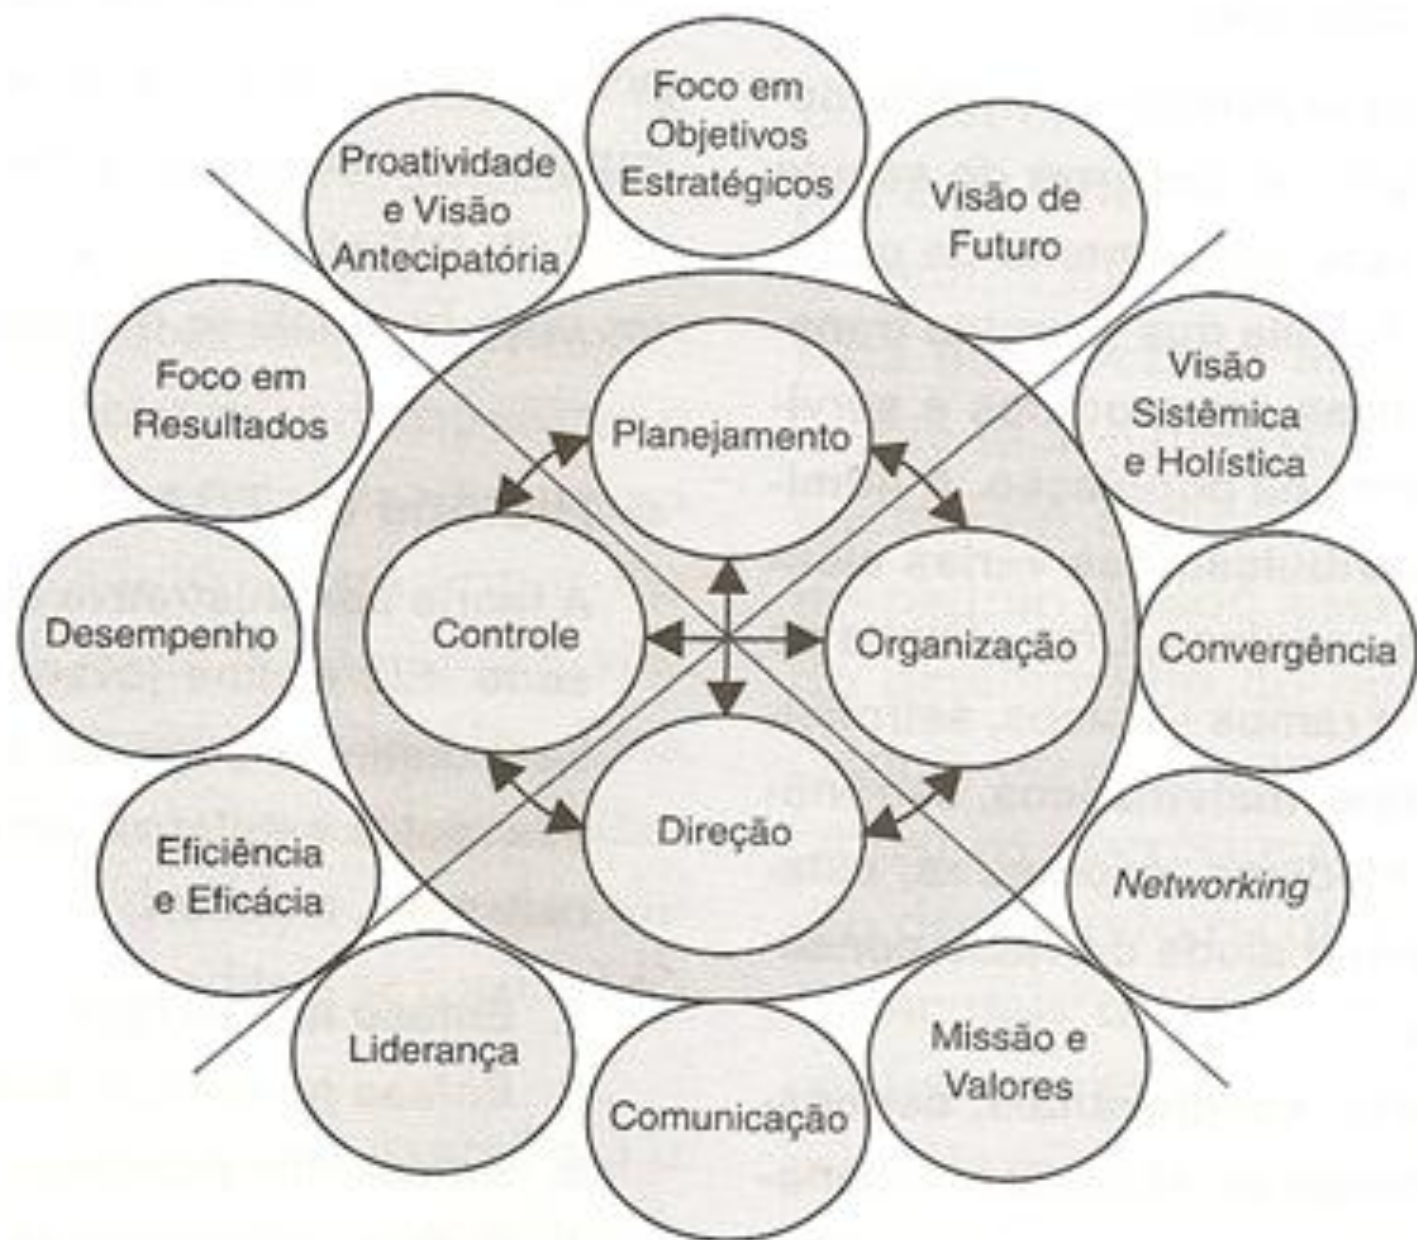 Foco em
Objetivos
Estratégicos
Proatividade
e Visão
Antecipatória
Visão de
Futuro
Foco em
Resultados
Visão
Sistêmica
e Holística
Planejamento
Desempenho
Controle
Organização
Convergência
Direção
Eficiência
e Eficácia
Networking
Liderança
Comunicação
Missão e
Valores